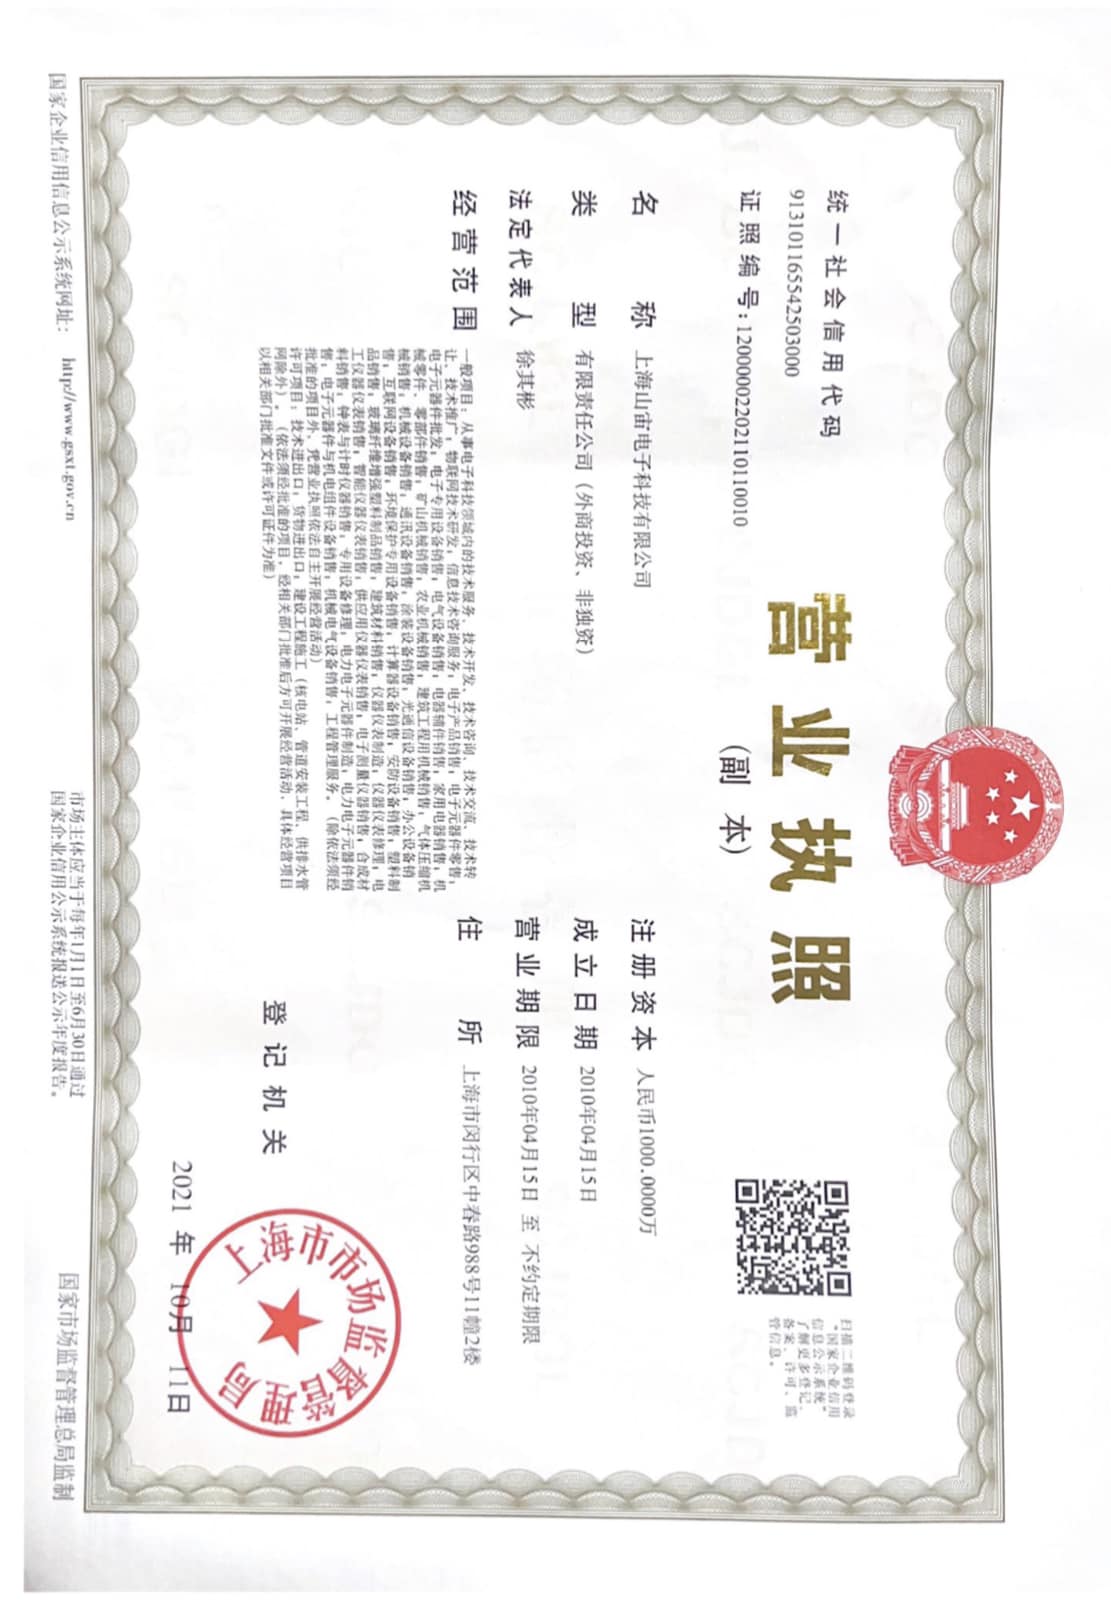 统一社会信用代码
913101165542503000
证照编号:12000002202110110010
营业执照
(副 本)
扫描二维码登录
“国家企业信用
信息公示系统”
了解更多登记、
备案、许可、监
管信息。
名 称 上海山宙电子科技有限公司
类 型 有限责任公司（外商投资、非独资）
法定代表人 徐其彬
经营范围 一般项目：从事电子科技领域内的技术服务、技术开发、技术咨询、技术交流、技术转
让、技术推广；物联网技术研发；信息技术咨询服务；电子产品销售；电子元器件零售；
电子元器件批发；电子专用设备销售；电气设备销售；电器辅件销售；家用电器销售；机
械零件、零部件销售；矿山机械销售；农业机械销售；建筑工程用机械销售；气体压缩机
械销售；机械设备销售；通讯设备销售；涂装设备销售；光通信设备销售；办公设备销
售；互联网设备销售；环境保护专用设备销售；计算器设备销售；安防设备销售；塑料制
品销售；玻璃纤维增强塑料制品销售；建筑材料销售；仪器仪表制造；仪器仪表修理；电
工仪器仪表销售；智能仪器仪表销售；供应用仪器仪表销售；电子测量仪器销售；合成材
料销售；钟表与计时仪器销售；专用设备修理；电力电子元器件制造；电力电子元器件销
售；电子元器件与机电组件设备销售；机械电气设备销售；工程管理服务。（除依法须经
批准的项目外，凭营业执照依法自主开展经营活动）
许可项目：技术进出口；货物进出口；建设工程施工（核电站、管道安装工程、供排水管
网除外）。（依法须经批准的项目，经相关部门批准后方可开展经营活动，具体经营项目
以相关部门批准文件或许可证件为准）
注册资本 人民币1000.0000万
成立日期 2010年04月15日
营业期限 2010年04月15日 至 不约定期限
住 所 上海市闵行区中春路988号11幢2楼
登记机关
上海市市场监督管理局
2021 年 10月 11日
国家企业信用信息公示系统网址： http://www.gsxt.gov.cn
市场主体应当于每年1月1日至6月30日通过
国家企业信用公示系统报送公示年度报告。
国家市场监督管理总局监制